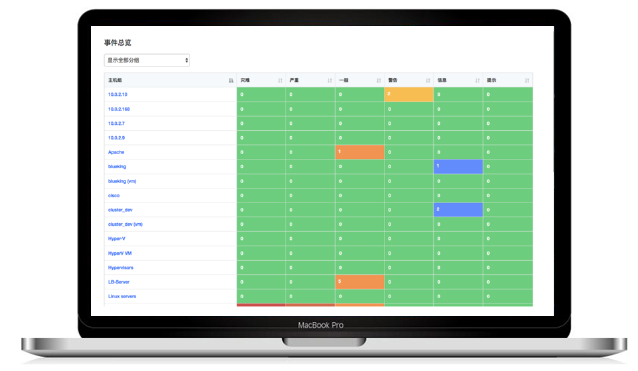 事件总览
显示全部分组
主机组 灾难 严重 一般 警告 信息 提示
10.0.2.10 0 0 0 0 0
10.0.2.192 0 0 0 0 0 0
10.0.2.7 0 0 0 0 0 0
10.0.2.9 0 0 0 0 0 0
Apache 0 0 1 0 0 0
blueking 0 0 0 0 1 0
blueking (vm) 0 0 0 0 0 0
cisco 0 0 0 0 0 0
cluster_dev 0 0 0 0 2 0
cluster_dev (vm) 0 0 0 0 0 0
Hyper-V 0 0 0 0 0 0
HyperV VM 0 0 0 0 0 0
Hypervisors 0 0 0 0 0 0
LB-Server 0 0 0 0 0
Linux servers 0 0 0 0 0 0
MacBook Pro